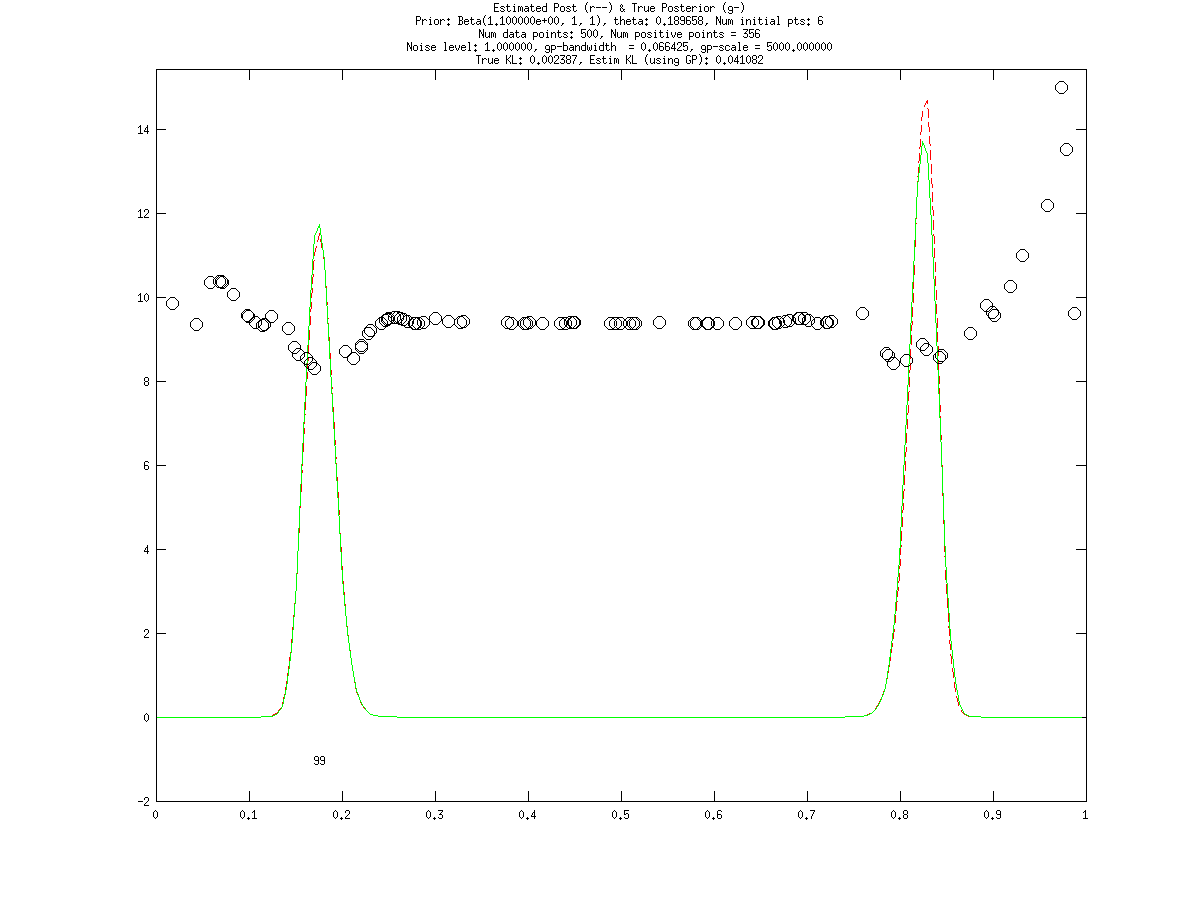 Estimated Post (r--) & True Posterior (g-)
Prior: Beta(1.100000e+00, 1, 1), theta: 0.189658, Num initial pts: 6
Num data points: 500, Num positive points = 356
Noise level: 1.000000, gp-bandwidth  = 0.066425, gp-scale = 5000.000000
True KL: 0.002387, Estim KL (using GP): 0.041082
14
12
10
8
6
4
2
0
-2
99
0 0.1 0.2 0.3 0.4 0.5 0.6 0.7 0.8 0.9 1